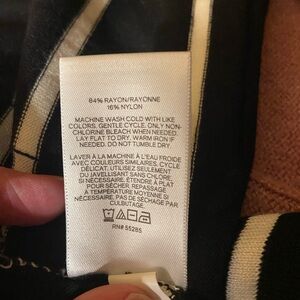 84% RAYON/RAYONNE
16% NYLON
MACHINE WASH COLD WITH LIKE
COLORS. GENTLE CYCLE. ONLY NON-
CHLORINE BLEACH WHEN NEEDED.
LAY FLAT TO DRY. WARM IRON IF
NEEDED. DO NOT TUMBLE DRY.
LAVER À LA MACHINE À L'EAU FROIDE
AVEC COULEURS SIMILAIRES. CYCLE
DÉLICAT. UTILISEZ SEULEMENT
DU JAVELLISANT SANS CHLORE
SI NÉCESSAIRE. ÉTENDRE À PLAT
POUR SÉCHER. REPASSAGE
À TEMPÉRATURE MOYENNE SI
NÉCESSAIRE. PAS DE SÉCHAGE PAR
CULBUTAGE.
RN# 55285